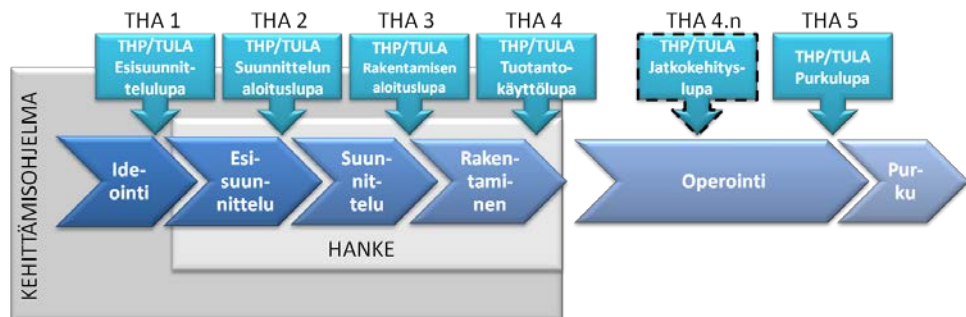 THA 1
THA 2
THA 3
THA 4
THA 4.n
THA 5
THP/TULA
Esisuunnit-
telulupa
THP/TULA
Suunnittelun
aloituslupa
THP/TULA
Rakentamisen
aloituslupa
THP/TULA
Tuotanto-
käyttölupa
THP/TULA
Jatkokehitys-
lupa
THP/TULA
Purkulupa
KEHITTÄMISOHJELMA
Ide-
ointi
Esi-
suun-
nittelu
Suun-
nit-
telu
Raken-
tami-
nen
Operointi
Pur-
ku
HANKE